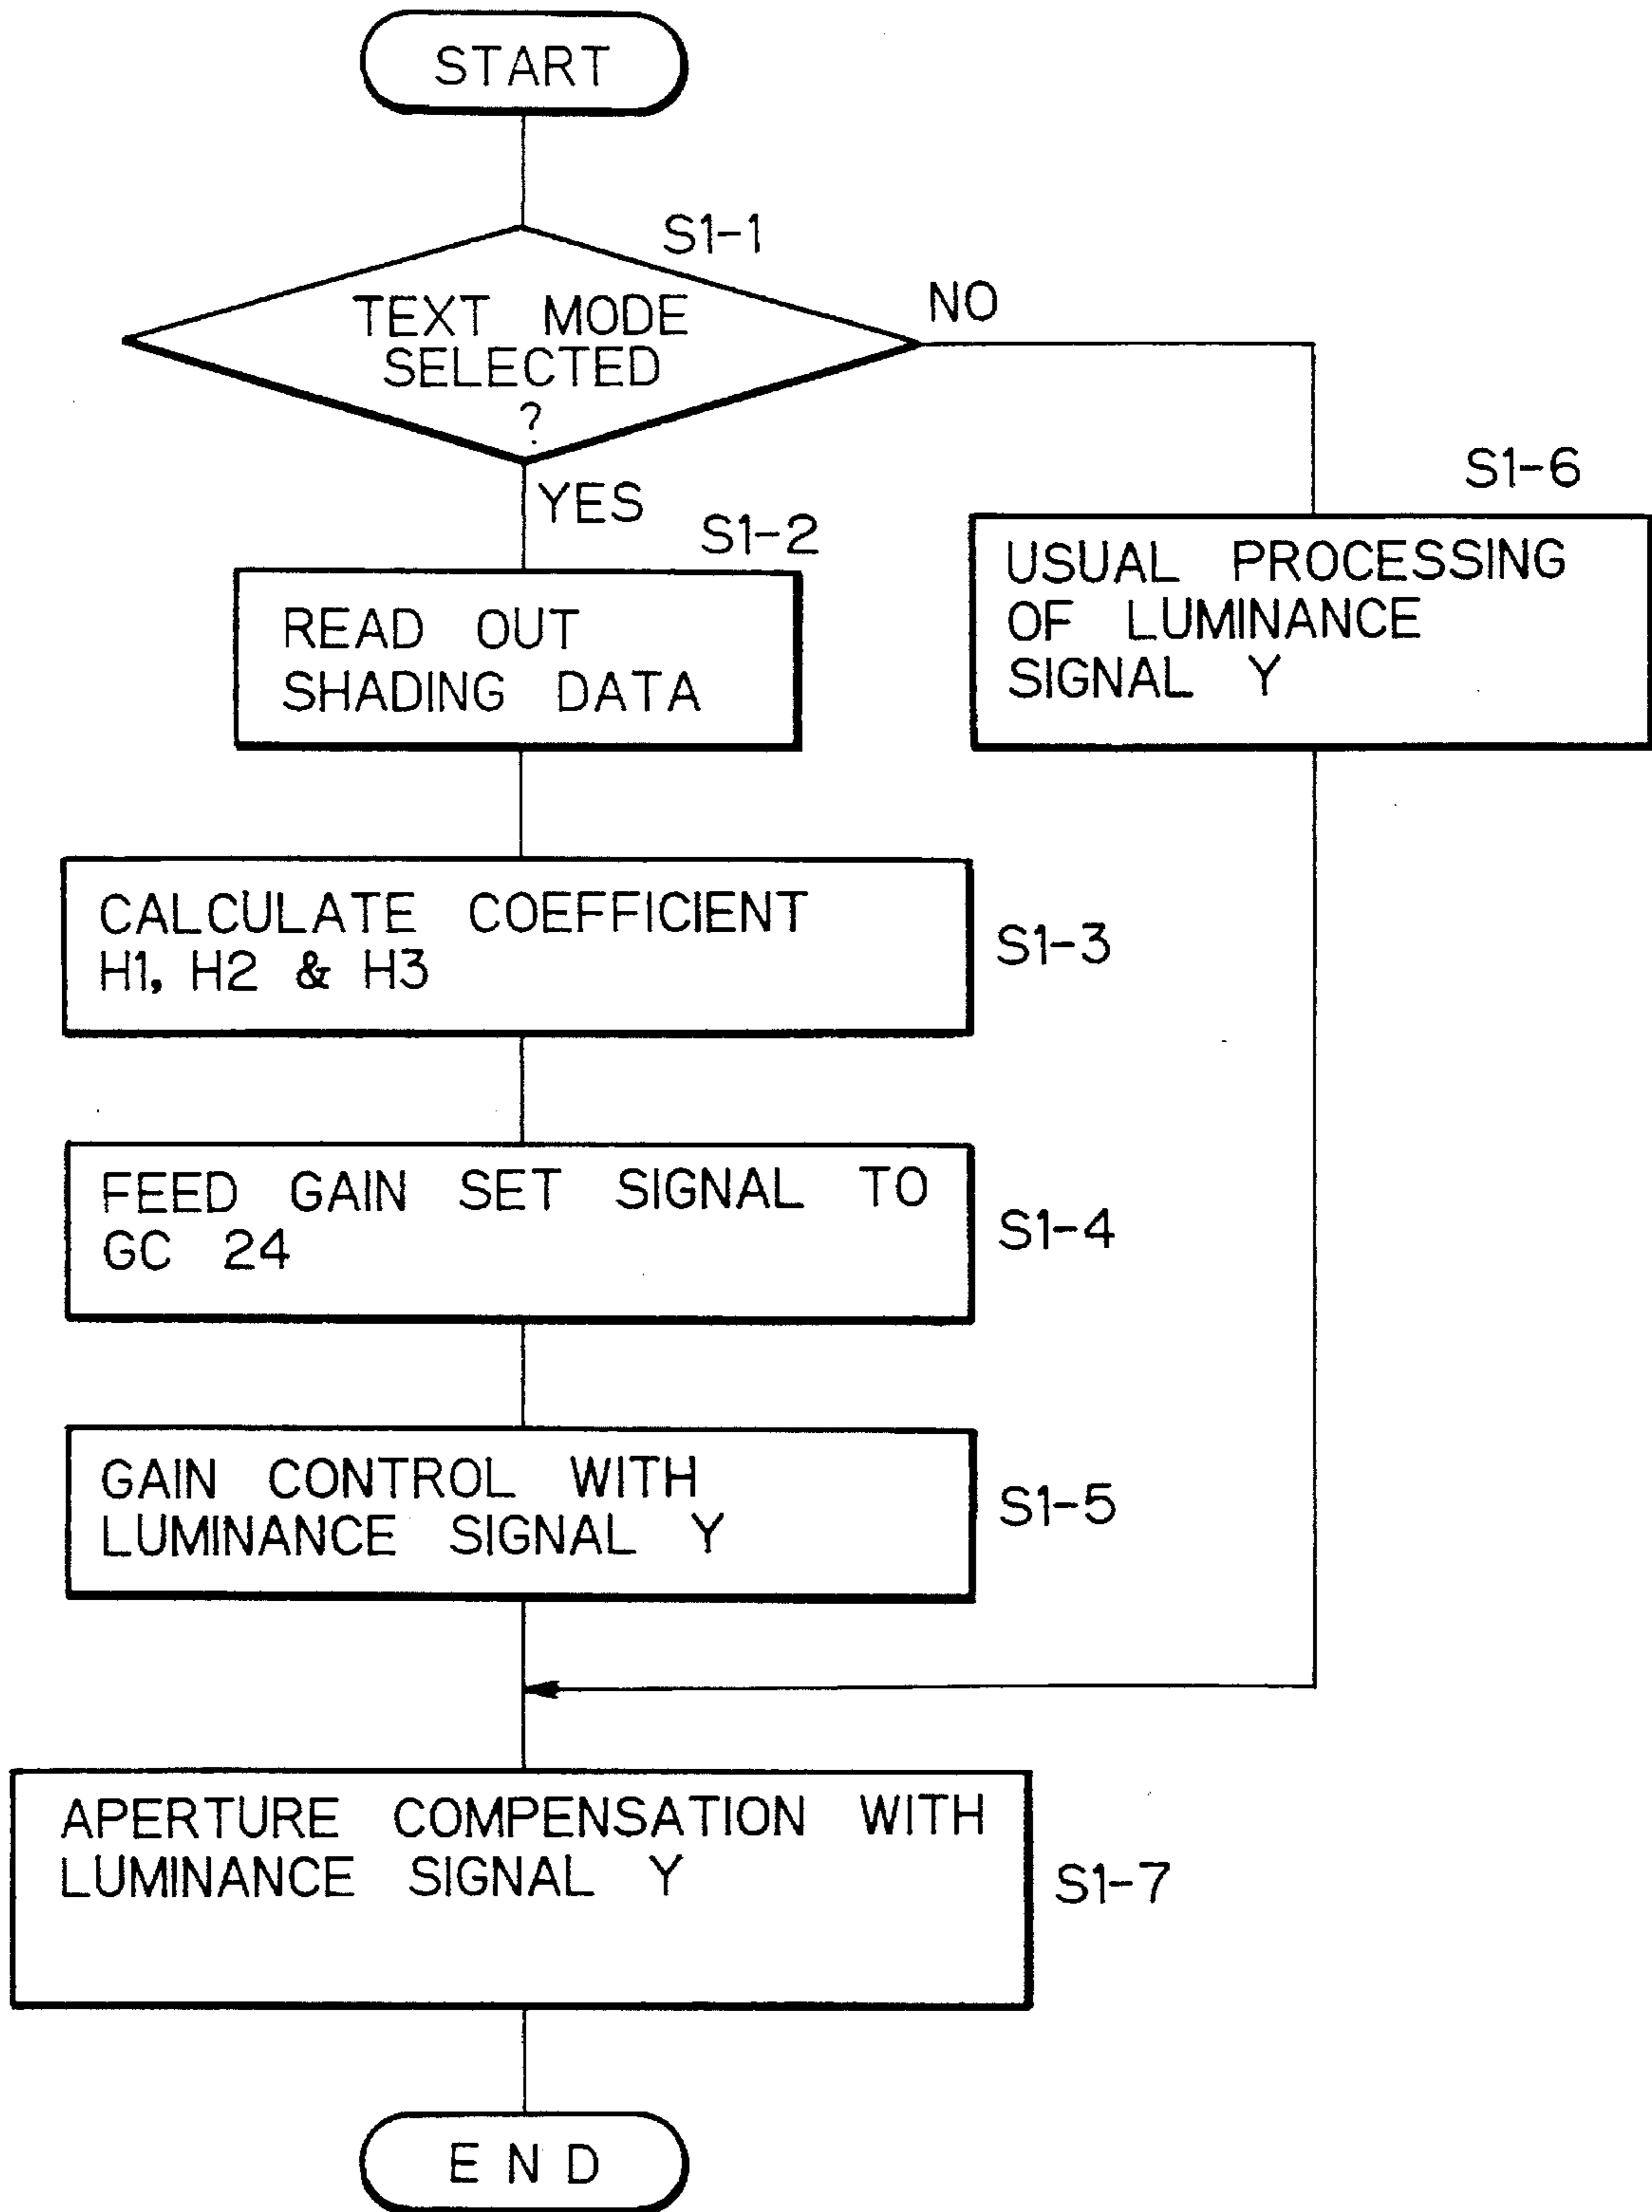 START
S1-1
TEXT MODE
SELECTED
?
NO
YES
S1-2
READ OUT
SHADING DATA
S1-6
USUAL PROCESSING
OF LUMINANCE
SIGNAL Y
CALCULATE COEFFICIENT
H1, H2 & H3
S1-3
FEED GAIN SET SIGNAL TO
GC 24
S1-4
GAIN CONTROL WITH
LUMINANCE SIGNAL Y
S1-5
APERTURE COMPENSATION WITH
LUMINANCE SIGNAL Y
S1-7
END